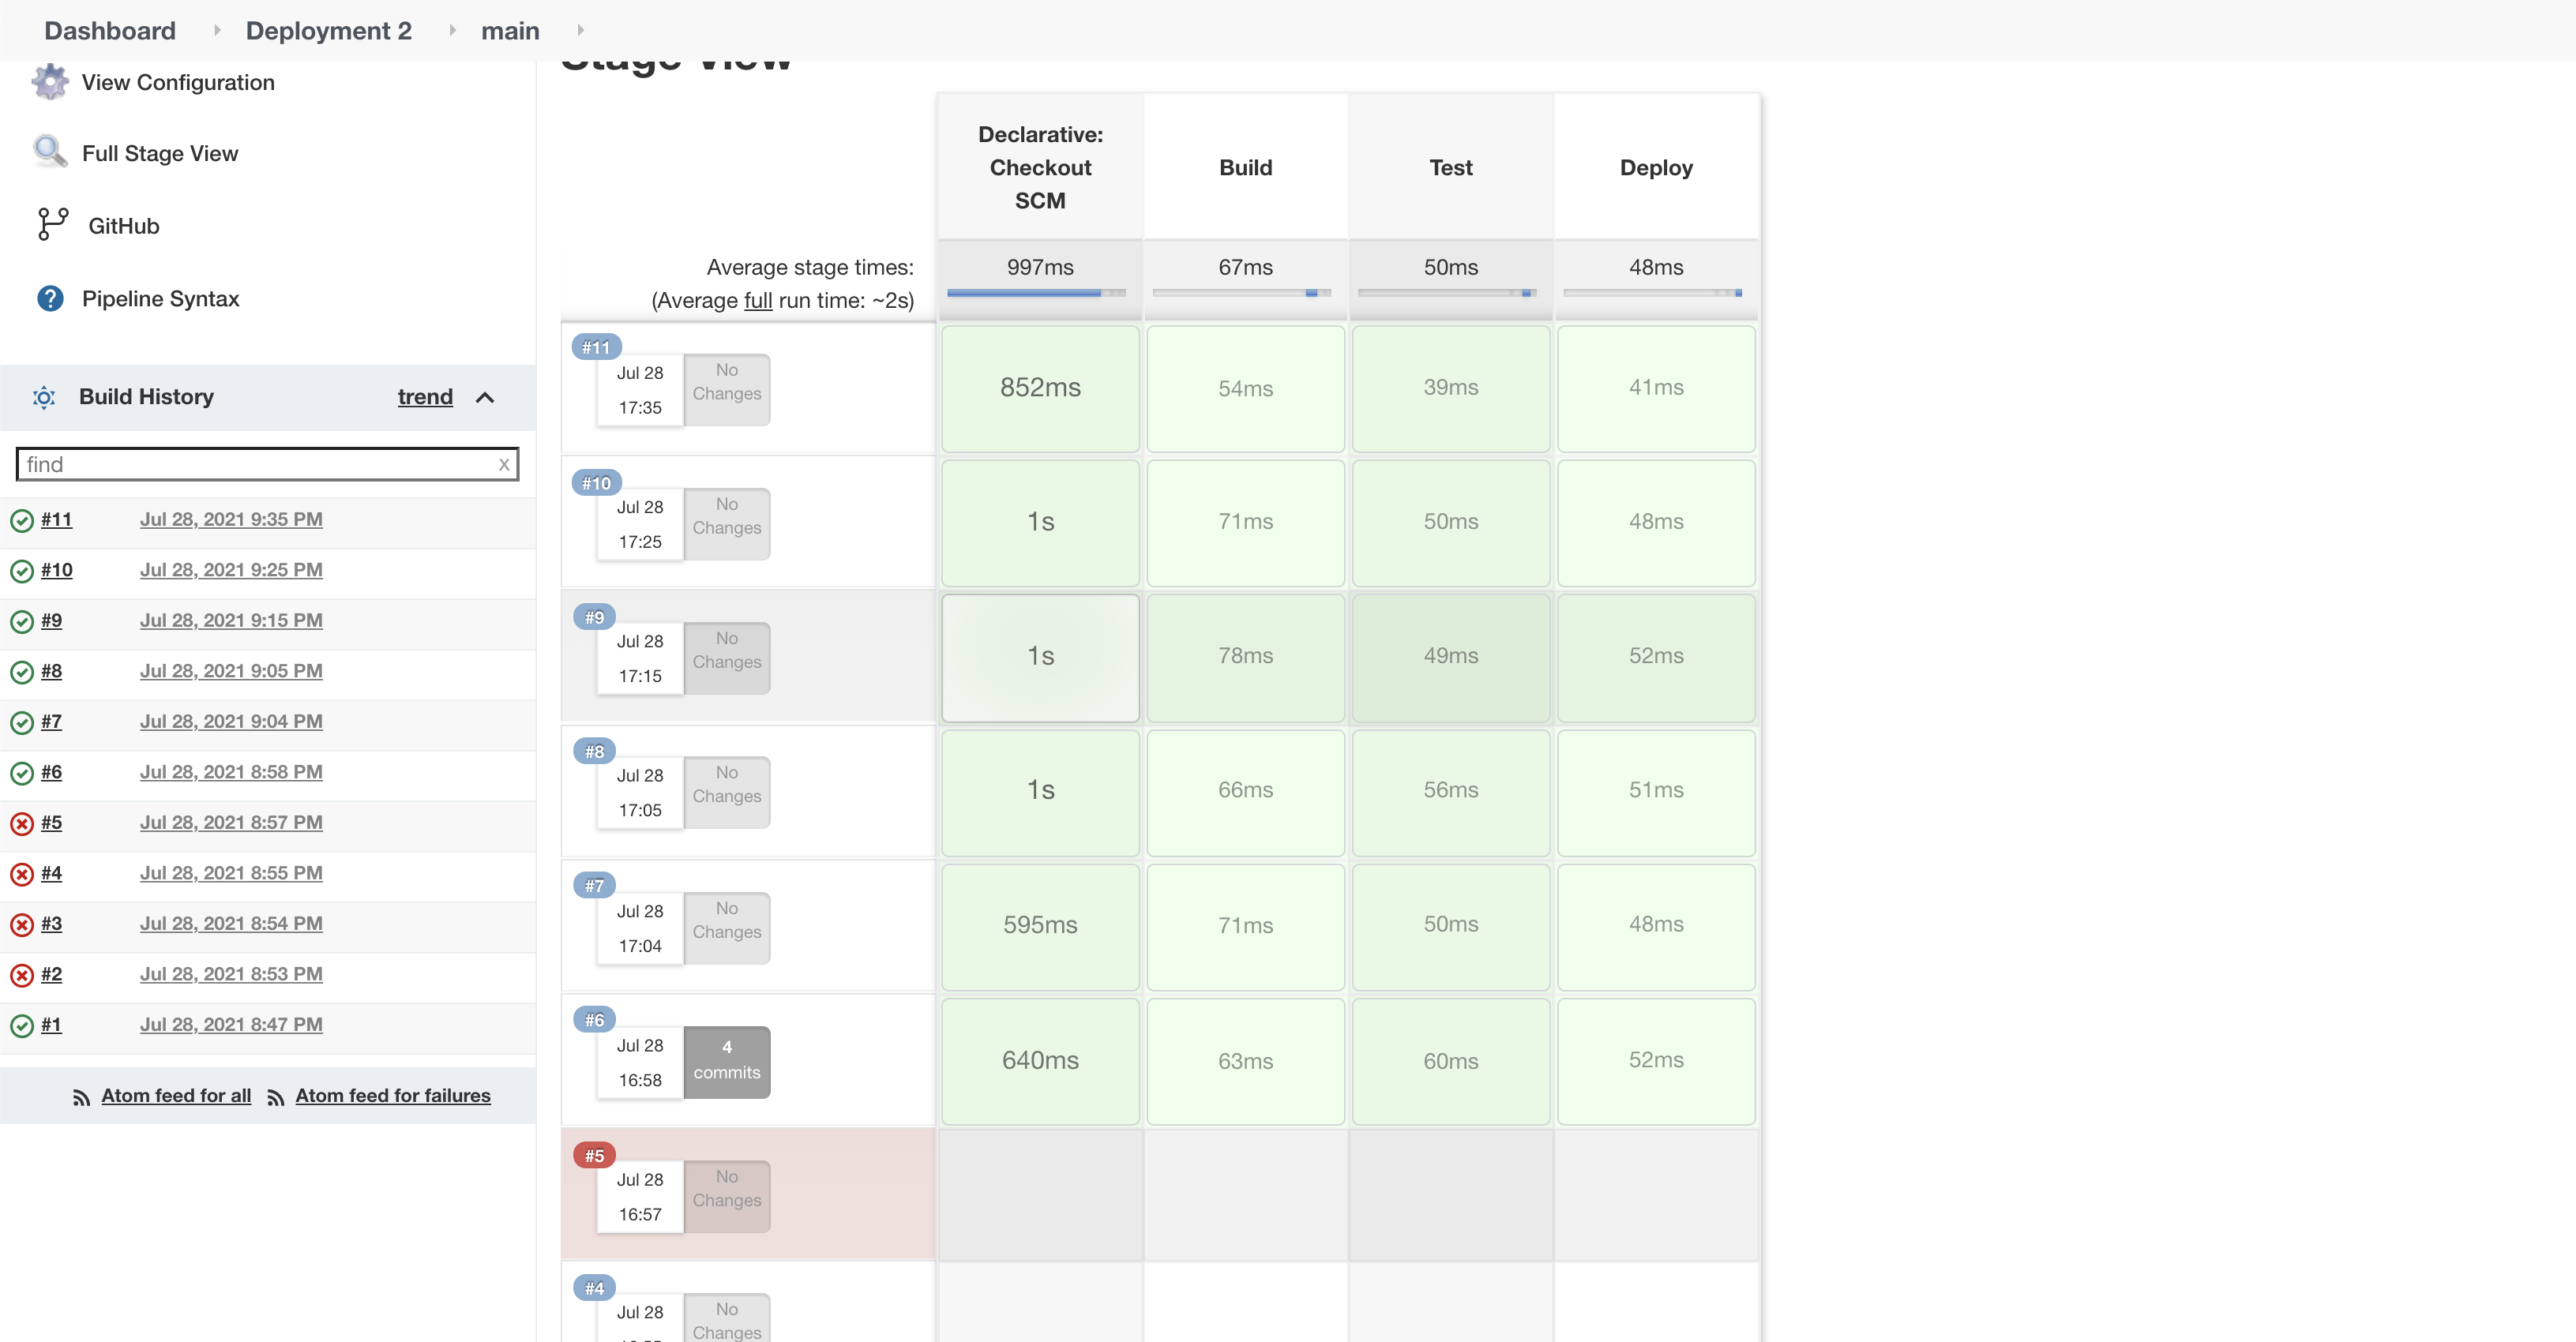 Dashboard
Deployment 2
main
View Configuration
Full Stage View
GitHub
Pipeline Syntax
Build History
trend
find
x
#11 Jul 28, 2021 9:35 PM
#10 Jul 28, 2021 9:25 PM
#9 Jul 28, 2021 9:15 PM
#8 Jul 28, 2021 9:05 PM
#7 Jul 28, 2021 9:04 PM
#6 Jul 28, 2021 8:58 PM
#5 Jul 28, 2021 8:57 PM
#4 Jul 28, 2021 8:55 PM
#3 Jul 28, 2021 8:54 PM
#2 Jul 28, 2021 8:53 PM
#1 Jul 28, 2021 8:47 PM
Atom feed for all
Atom feed for failures
Stage View
Declarative:
Checkout
SCM
Build
Test
Deploy
Average stage times:
(Average full run time: ~2s)
997ms
67ms
50ms
48ms
#11
Jul 28
17:35
No
Changes
852ms
54ms
39ms
41ms
#10
Jul 28
17:25
No
Changes
1s
71ms
50ms
48ms
#9
Jul 28
17:15
No
Changes
1s
78ms
49ms
52ms
#8
Jul 28
17:05
No
Changes
1s
66ms
56ms
51ms
#7
Jul 28
17:04
No
Changes
595ms
71ms
50ms
48ms
#6
Jul 28
16:58
4
commits
640ms
63ms
60ms
52ms
#5
Jul 28
16:57
No
Changes
#4
Jul 28
No
Changes